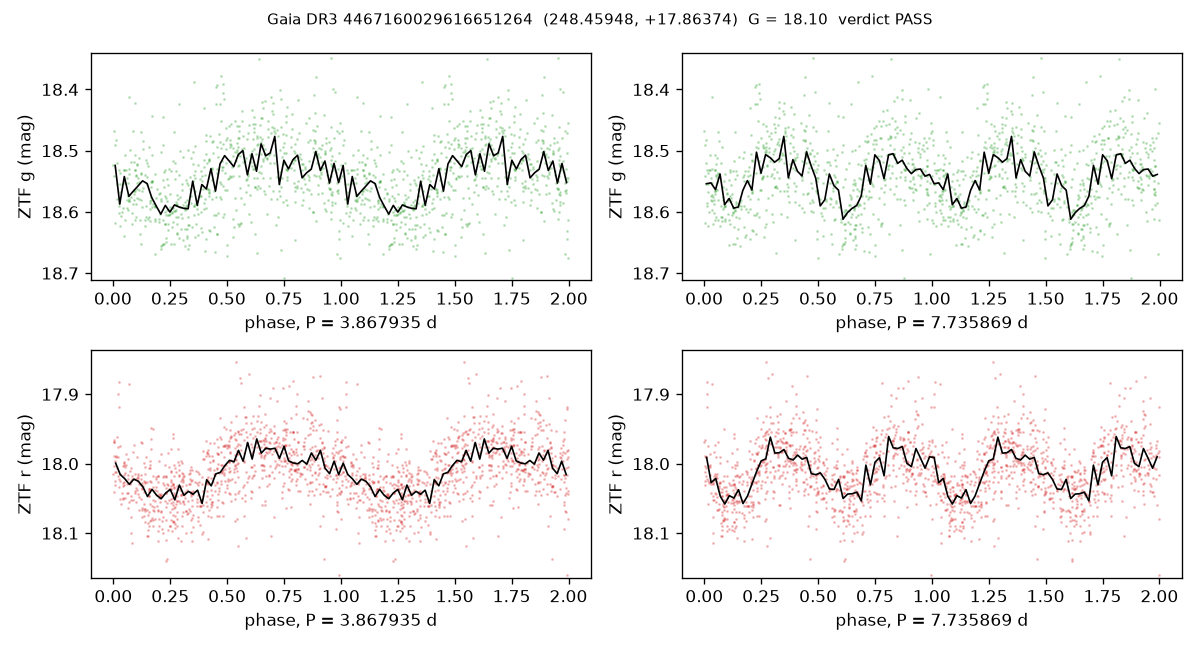 Gaia DR3 4467160029616651264  (248.45948, +17.86374)  G = 18.10  verdict PASS
ZTF g (mag)
18.4
18.5
18.6
18.7
0.00 0.25 0.50 0.75 1.00 1.25 1.50 1.75 2.00
phase, P = 3.867935 d
ZTF g (mag)
18.4
18.5
18.6
18.7
0.00 0.25 0.50 0.75 1.00 1.25 1.50 1.75 2.00
phase, P = 7.735869 d
ZTF r (mag)
17.9
18.0
18.1
0.00 0.25 0.50 0.75 1.00 1.25 1.50 1.75 2.00
phase, P = 3.867935 d
ZTF r (mag)
17.9
18.0
18.1
0.00 0.25 0.50 0.75 1.00 1.25 1.50 1.75 2.00
phase, P = 7.735869 d